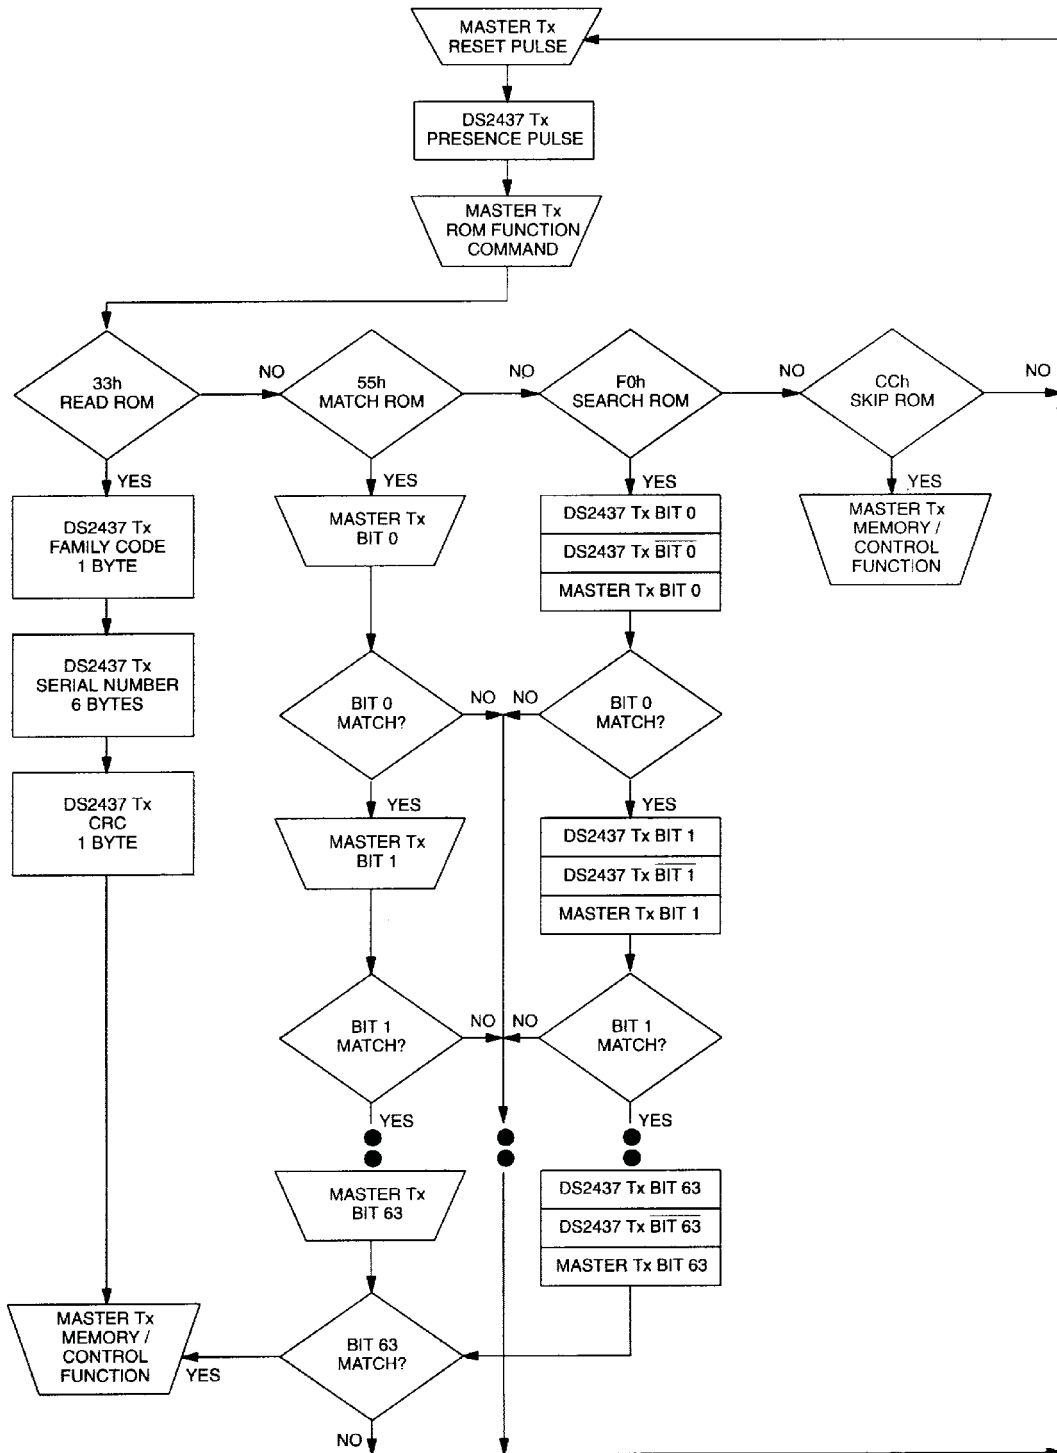 MASTER Tx
RESET PULSE
DS2437 Tx
PRESENCE PULSE
MASTER Tx
ROM FUNCTION
COMMAND
33h
READ ROM
NO
55h
MATCH ROM
NO
F0h
SEARCH ROM
NO
CCh
SKIP ROM
NO
YES
YES
YES
YES
DS2437 Tx
FAMILY CODE
1 BYTE
MASTER Tx
BIT 0
DS2437 Tx BIT 0
DS2437 Tx B̅I̅T̅ ̅0̅
MASTER Tx BIT 0
MASTER Tx
MEMORY /
CONTROL
FUNCTION
DS2437 Tx
SERIAL NUMBER
6 BYTES
BIT 0
MATCH?
NO
NO
BIT 0
MATCH?
DS2437 Tx
CRC
1 BYTE
YES
YES
MASTER Tx
BIT 1
DS2437 Tx BIT 1
DS2437 Tx B̅I̅T̅ ̅1̅
MASTER Tx BIT 1
BIT 1
MATCH?
NO
NO
BIT 1
MATCH?
YES
YES
MASTER Tx
BIT 63
DS2437 Tx BIT 63
DS2437 Tx B̅I̅T̅ ̅6̅3̅
MASTER Tx BIT 63
MASTER Tx
MEMORY /
CONTROL
FUNCTION
YES
BIT 63
MATCH?
NO